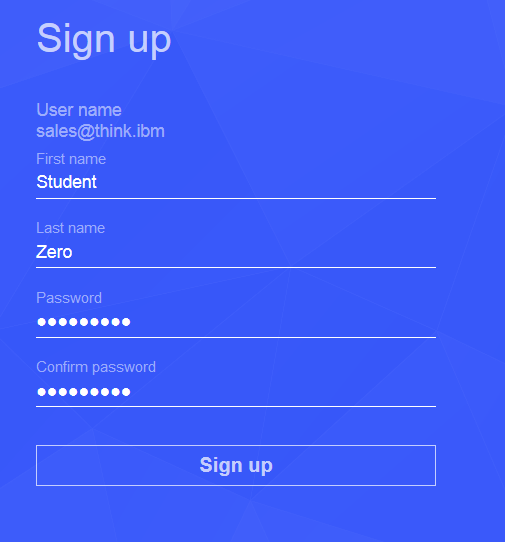 Sign up
User name
sales@think.ibm
First name
Student
Last name
Zero
Password
●●●●●●●●●
Confirm password
●●●●●●●●●
Sign up